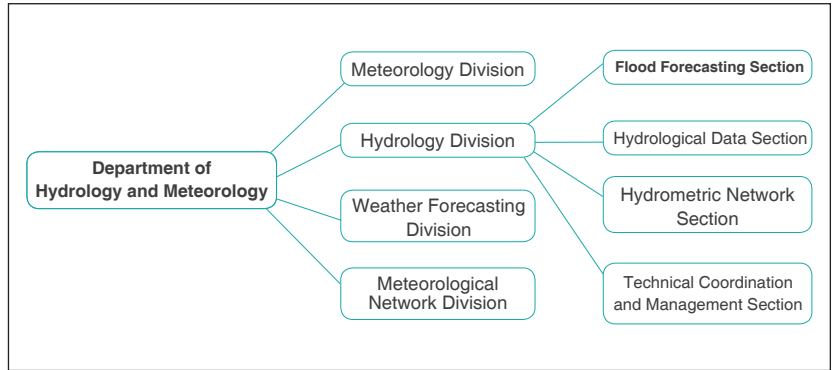 Department of
Hydrology and Meteorology
Meteorology Division
Hydrology Division
Weather Forecasting
Division
Meteorological
Network Division
Flood Forecasting Section
Hydrological Data Section
Hydrometric Network
Section
Technical Coordination
and Management Section